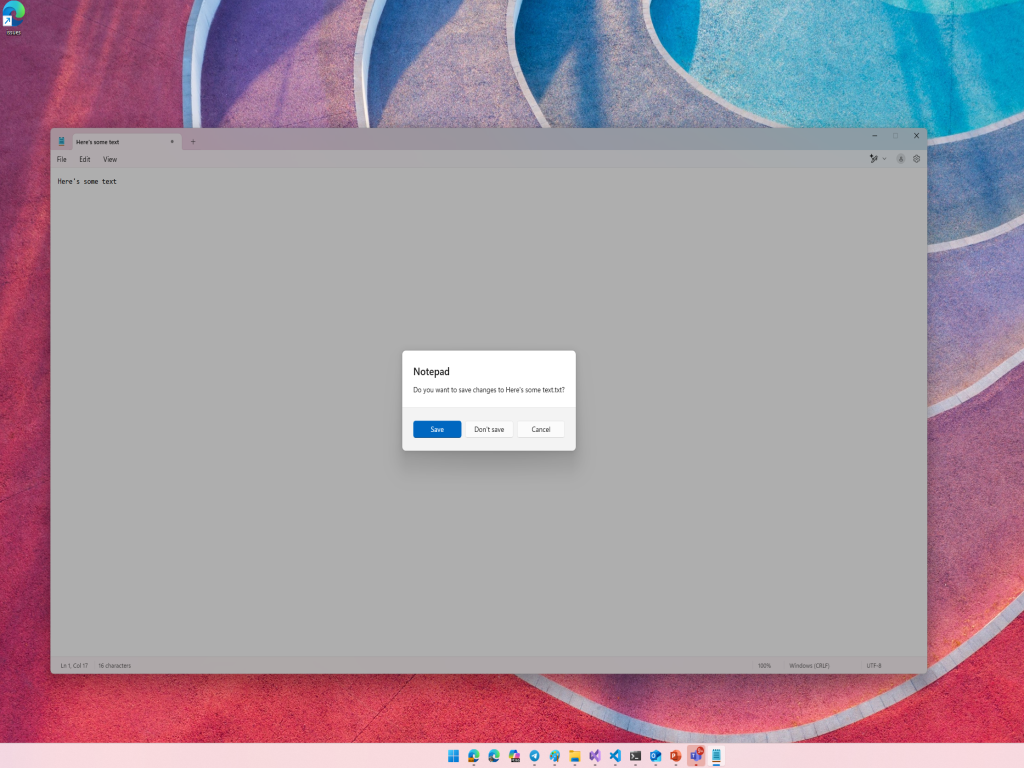 issues
Here's some text
File Edit View
Here's some text
Notepad
Do you want to save changes to Here's some text.txt?
Save Don't save Cancel
Ln 1, Col 17 16 characters 100% Windows (CRLF) UTF-8